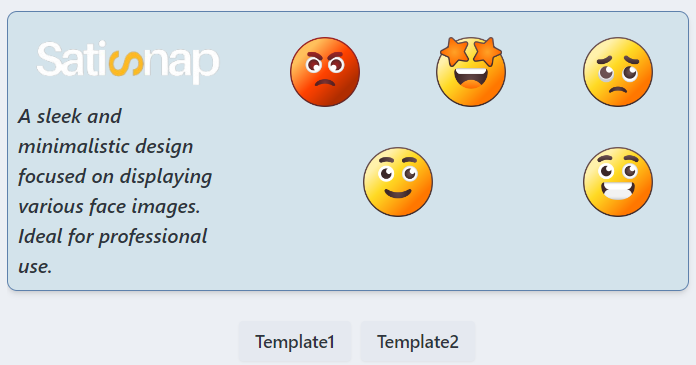 Satisnap
A sleek and
minimalistic design
focused on displaying
various face images.
Ideal for professional
use.
Template1
Template2